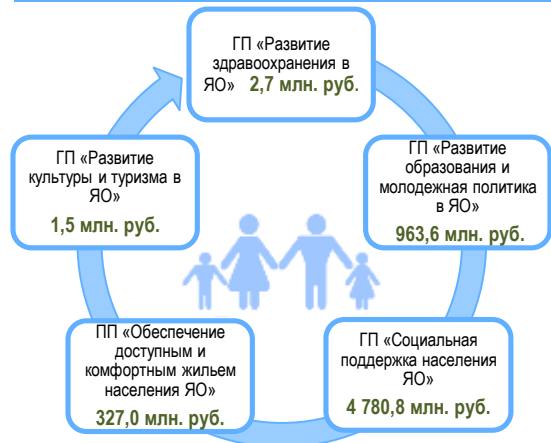 ГП «Развитие
здравоохранения в
ЯО» 2,7 млн. руб.
ГП «Развитие
культуры и туризма в
ЯО»
1,5 млн. руб.
ГП «Развитие
образования и
молодежная политика
в ЯО»
963,6 млн. руб.
ПП «Обеспечение
доступным и
комфортным жильем
населения ЯО»
327,0 млн. руб.
ГП «Социальная
поддержка населения
ЯО»
4 780,8 млн. руб.